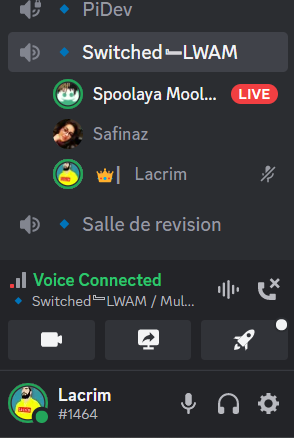 PiDev
Switched🛏LWAM
Spoolaya Mool... LIVE
Safinaz
👑| Lacrim
Salle de revision
Voice Connected
Switched🛏LWAM / Mul...
Lacrim
#1464